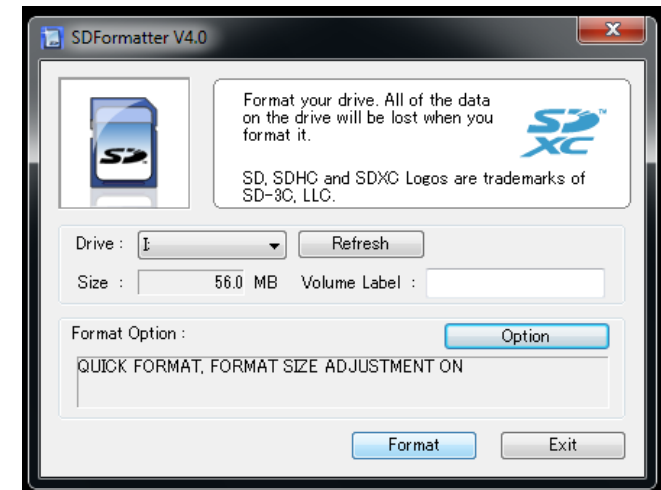 SDFormatter V4.0
Format your drive. All of the data
on the drive will be lost when you
format it.
SD, SDHC and SDXC Logos are trademarks of
SD-3C, LLC.
SD
XC
™
SD
Drive : I: Refresh
Size : 56.0 MB Volume Label :
Format Option : Option
QUICK FORMAT, FORMAT SIZE ADJUSTMENT ON
Format Exit